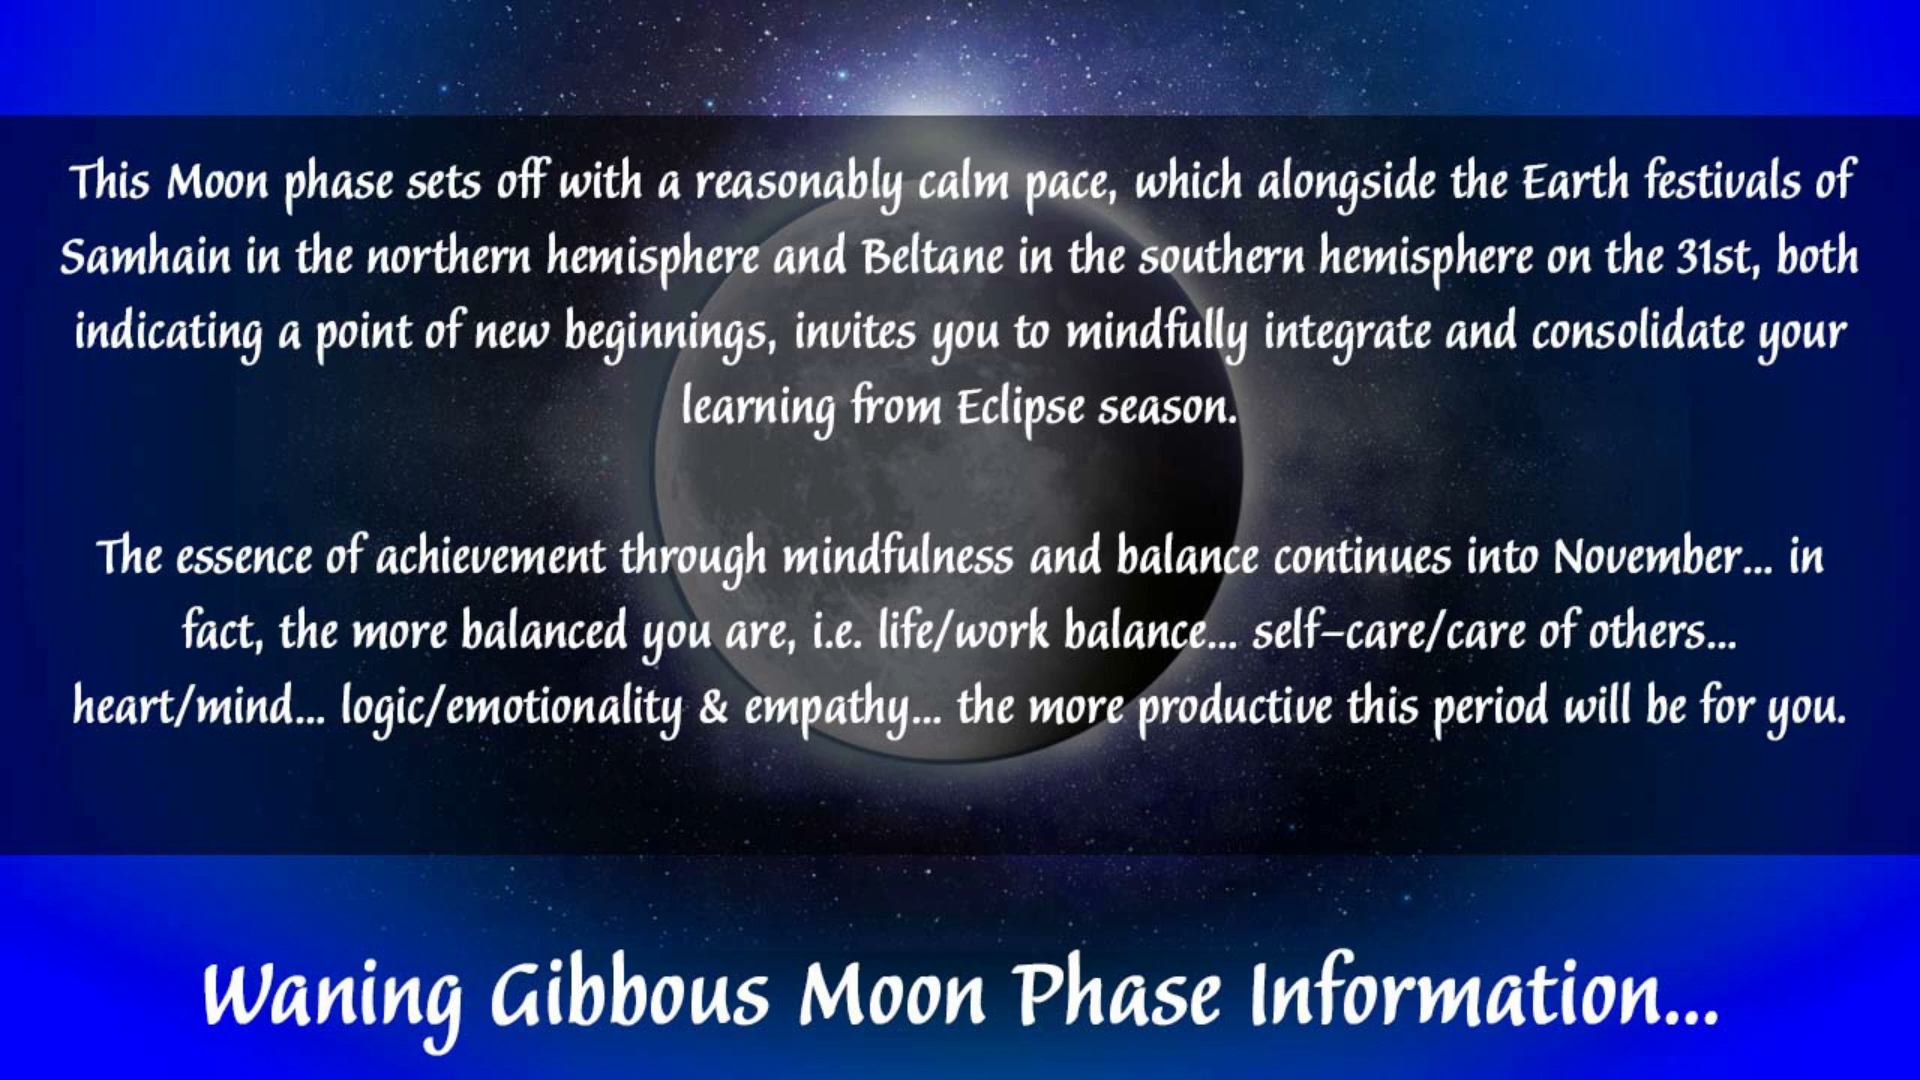 This Moon phase sets off with a reasonably calm pace, which alongside the Earth festivals of
Samhain in the northern hemisphere and Beltane in the southern hemisphere on the 31st, both
indicating a point of new beginnings, invites you to mindfully integrate and consolidate your
learning from Eclipse season.
The essence of achievement through mindfulness and balance continues into November... in
fact, the more balanced you are, i.e. life/work balance... self-care/care of others...
heart/mind... logic/emotionality & empathy... the more productive this period will be for you.
Waning Gibbous Moon Phase Information...